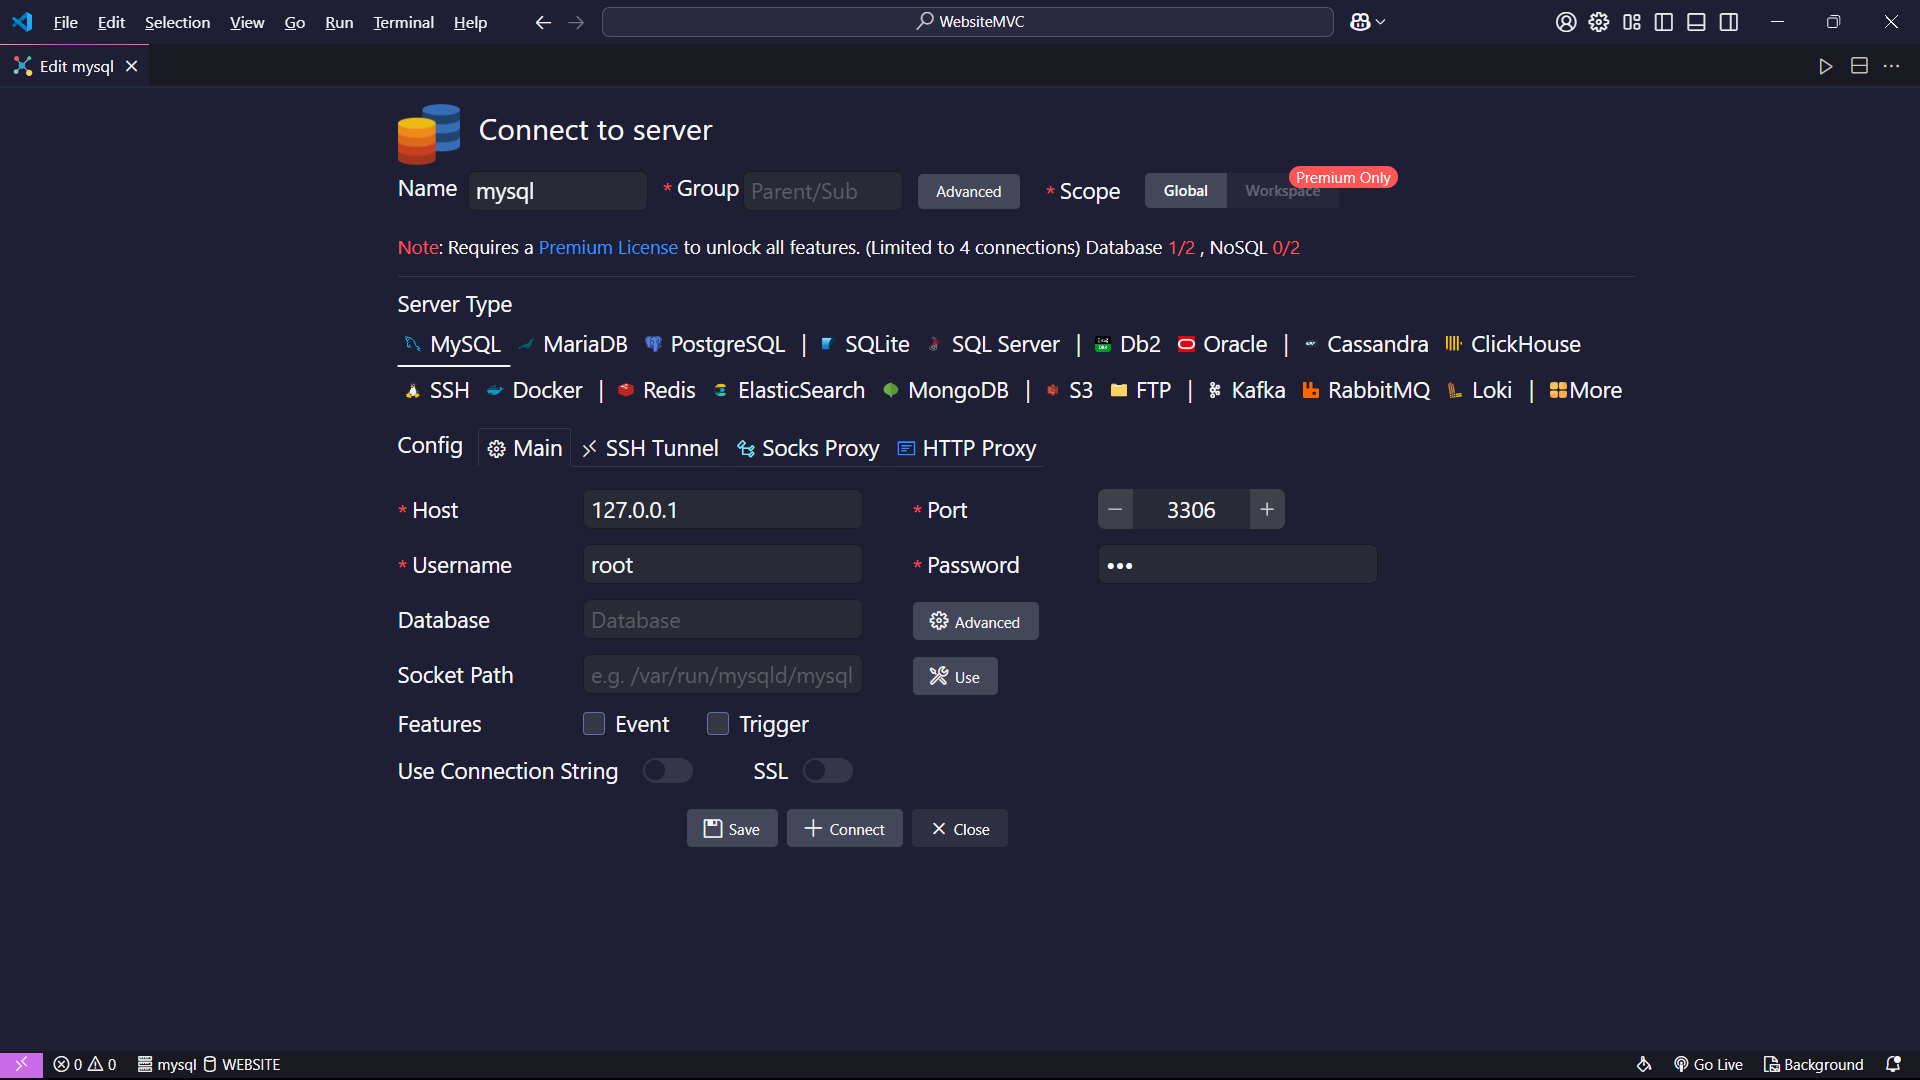 File Edit Selection View Go Run Terminal Help WebsiteMVC
Edit mysql
Connect to server
Name mysql * Group Parent/Sub Advanced * Scope Global Workspace Premium Only
Note: Requires a Premium License to unlock all features. (Limited to 4 connections) Database 1/2 , NoSQL 0/2
Server Type
MySQL MariaDB PostgreSQL | SQLite SQL Server | Db2 Oracle | Cassandra ClickHouse
SSH Docker | Redis ElasticSearch MongoDB | S3 FTP | Kafka RabbitMQ Loki | More
Config Main SSH Tunnel Socks Proxy HTTP Proxy
* Host 127.0.0.1 * Port 3306
* Username root * Password •••
Database Database Advanced
Socket Path e.g. /var/run/mysqld/mysql Use
Features Event Trigger
Use Connection String SSL
Save Connect Close
0 0 mysql WEBSITE Go Live Background